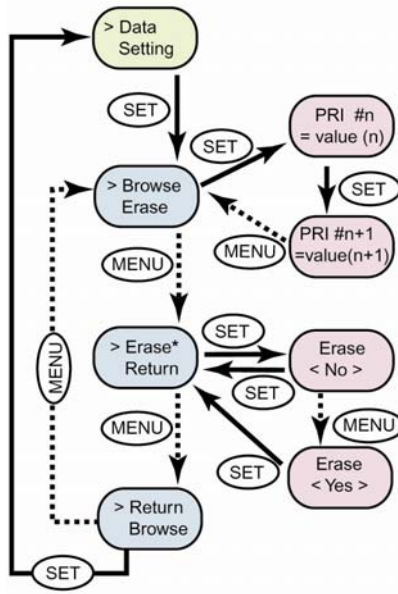 > Data
Setting
SET
SET
PRI #n
= value (n)
SET
> Browse
Erase
MENU
PRI #n+1
=value(n+1)
MENU
SET
> Erase*
Return
Erase
< No >
SET
MENU
MENU
MENU
SET
Erase
< Yes >
> Return
Browse
SET